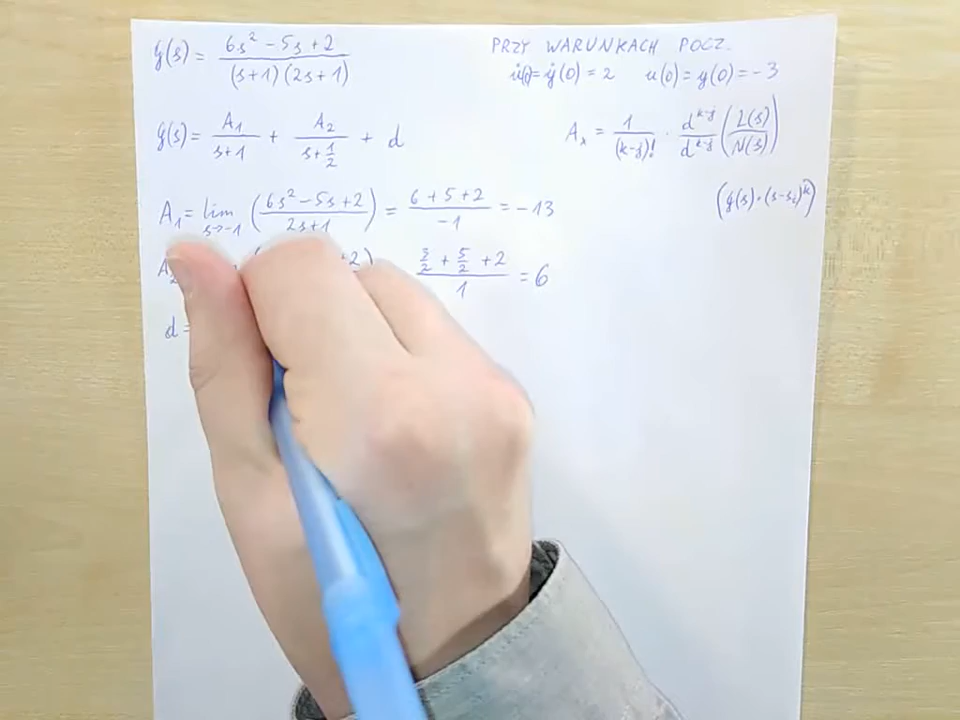 g(s) = (6s² - 5s + 2) / ((s+1)(2s+1))
PRZY WARUNKACH POCZ.
u̇(0) = ẏ(0) = 2 u(0) = y(0) = -3
g(s) = A₁/(s+1) + A₂/(s+1/2) + d
Aₓ = 1/(k-j)! · d^(k-j)/d^(k-j) (L(s)/N(s))
(g(s)·(s-sᵢ)^k)
A₁ = lim s→-1 ((6s² - 5s + 2)/(2s+1)) = (6+5+2)/(-1) = -13
A₂ +2) (3/2 + 5/2 + 2)/1 = 6
d =